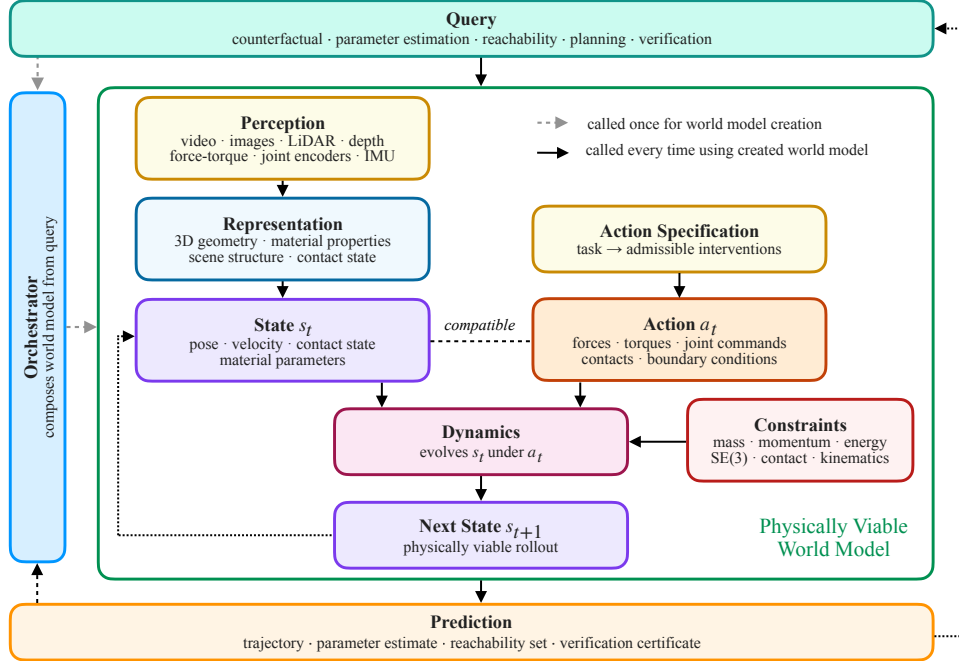 Query
counterfactual · parameter estimation · reachability · planning · verification
Orchestrator
composes world model from query
Perception
video · images · LiDAR · depth
force-torque · joint encoders · IMU
called once for world model creation
called every time using created world model
Representation
3D geometry · material properties
scene structure · contact state
Action Specification
task → admissible interventions
State s_t
pose · velocity · contact state
material parameters
compatible
Action a_t
forces · torques · joint commands
contacts · boundary conditions
Dynamics
evolves s_t under a_t
Constraints
mass · momentum · energy
SE(3) · contact · kinematics
Next State s_{t+1}
physically viable rollout
Physically Viable
World Model
Prediction
trajectory · parameter estimate · reachability set · verification certificate